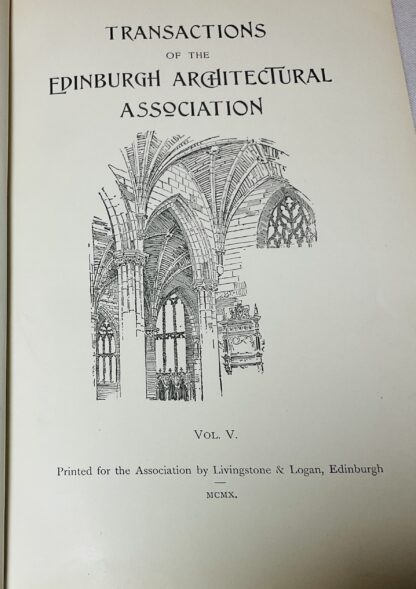 TRANSACTIONS
OF THE
EDINBURGH ARCHITECTURAL
ASSOCIATION
VOL. V.
Printed for the Association by Livingstone & Logan, Edinburgh
MCMX.